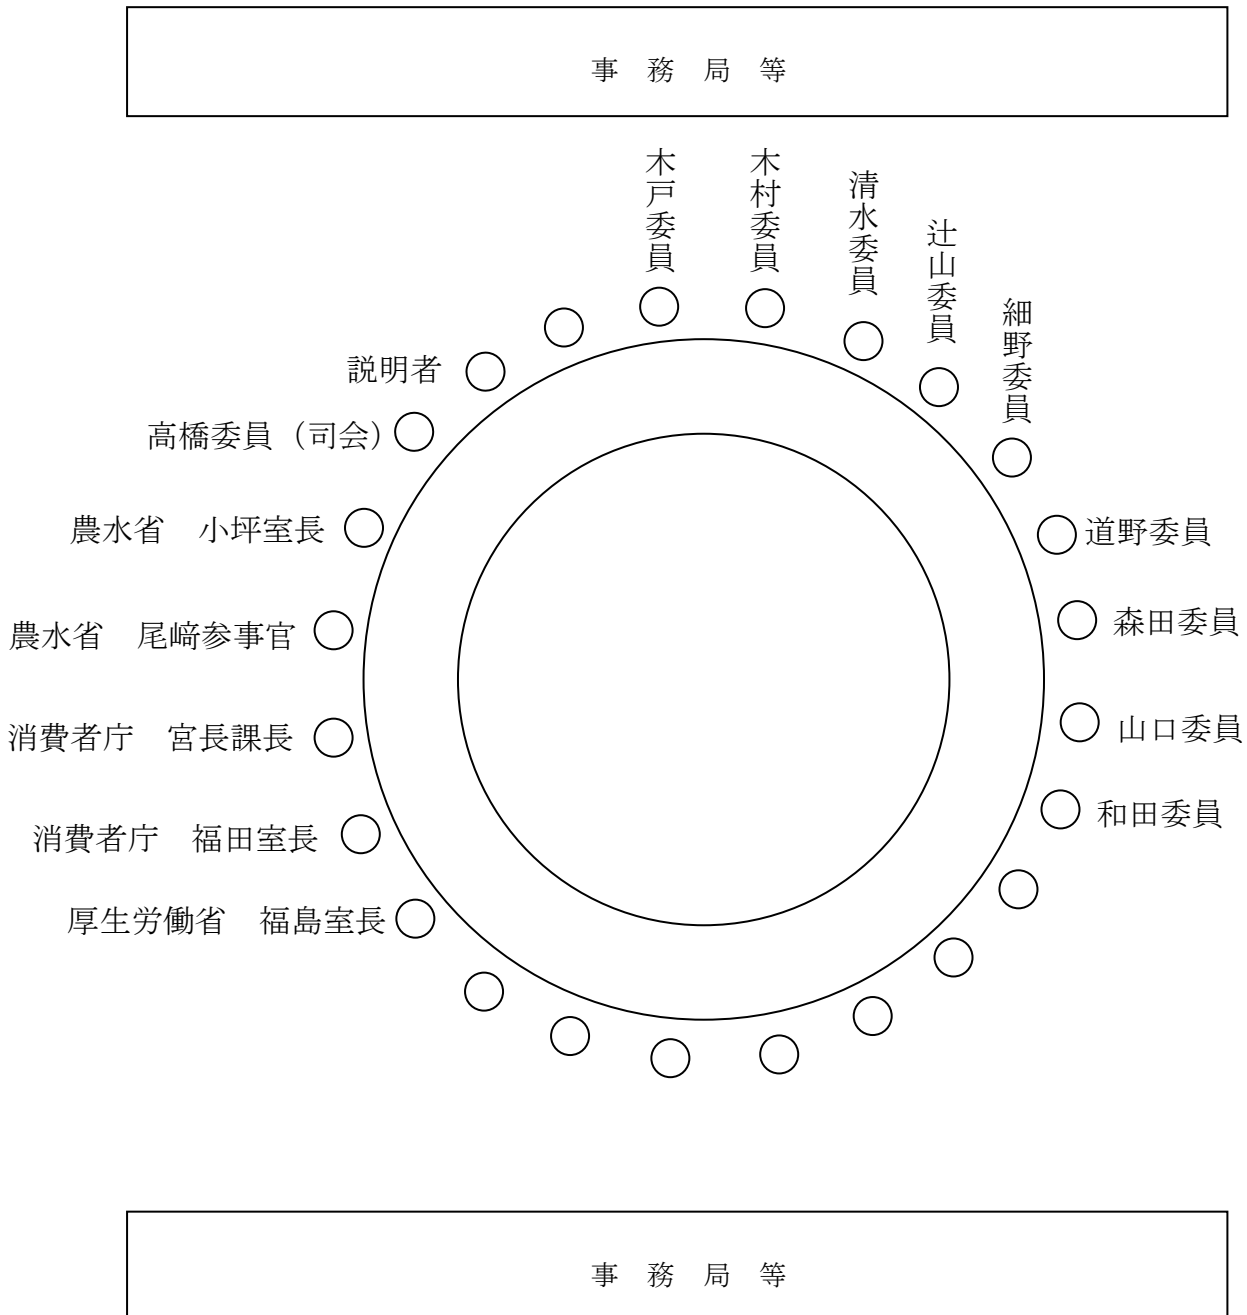 事務局等
木戸委員
木村委員
清水委員
辻山委員
細野委員
説明者
高橋委員（司会）
農水省　小坪室長
道野委員
農水省　尾﨑参事官
森田委員
消費者庁　宮長課長
山口委員
消費者庁　福田室長
和田委員
厚生労働省　福島室長
事務局等